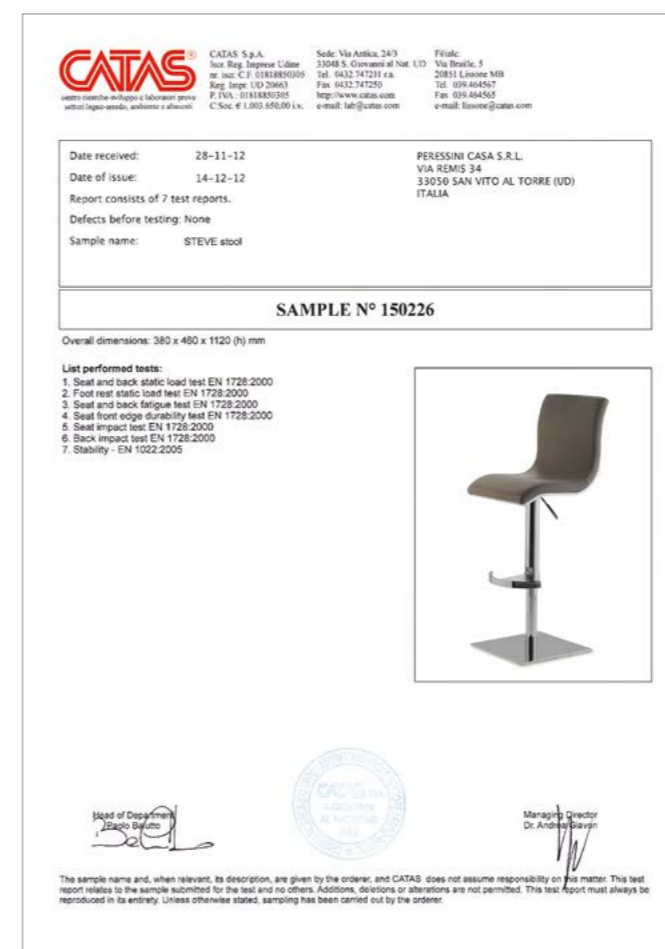 CATAS®
centro ricerche-sviluppo e laboratori prove
settori legno-arredo, ambiente e alimenti
CATAS S.p.A.
Iscr. Reg. Imprese Udine
nr. iscr. C.F. 01818850305
Reg. Impr. UD 20663
P. IVA : 01818850305
C.Soc. € 1.003.650,00 i.v.
Sede: Via Antica, 24/3
33048 S. Giovanni al Nat. UD
Tel. 0432.747211 r.a.
Fax 0432.747250
http://www.catas.com
e-mail: lab@catas.com
Filiale:
Via Braille, 5
20851 Lissone MB
Tel. 039.464567
Fax 039.464565
e-mail: lissone@catas.com
Date received: 28-11-12
Date of issue: 14-12-12
Report consists of 7 test reports.
Defects before testing: None
Sample name: STEVE stool
PERESSINI CASA S.R.L.
VIA REMIS 34
33050 SAN VITO AL TORRE (UD)
ITALIA
SAMPLE N° 150226
Overall dimensions: 380 x 460 x 1120 (h) mm
List performed tests:
1. Seat and back static load test EN 1728:2000
2. Foot rest static load test EN 1728:2000
3. Seat and back fatigue test EN 1728:2000
4. Seat front edge durability test EN 1728:2000
5. Seat impact test EN 1728:2000
6. Back impact test EN 1728:2000
7. Stability - EN 1022:2005
CATAS
Head of Department
Paolo Bulutto
Managing Director
Dr. Andrea Giavon
The sample name and, when relevant, its description, are given by the orderer, and CATAS does not assume responsibility on this matter. This test
report relates to the sample submitted for the test and no others. Additions, deletions or alterations are not permitted. This test report must always be
reproduced in its entirety. Unless otherwise stated, sampling has been carried out by the orderer.